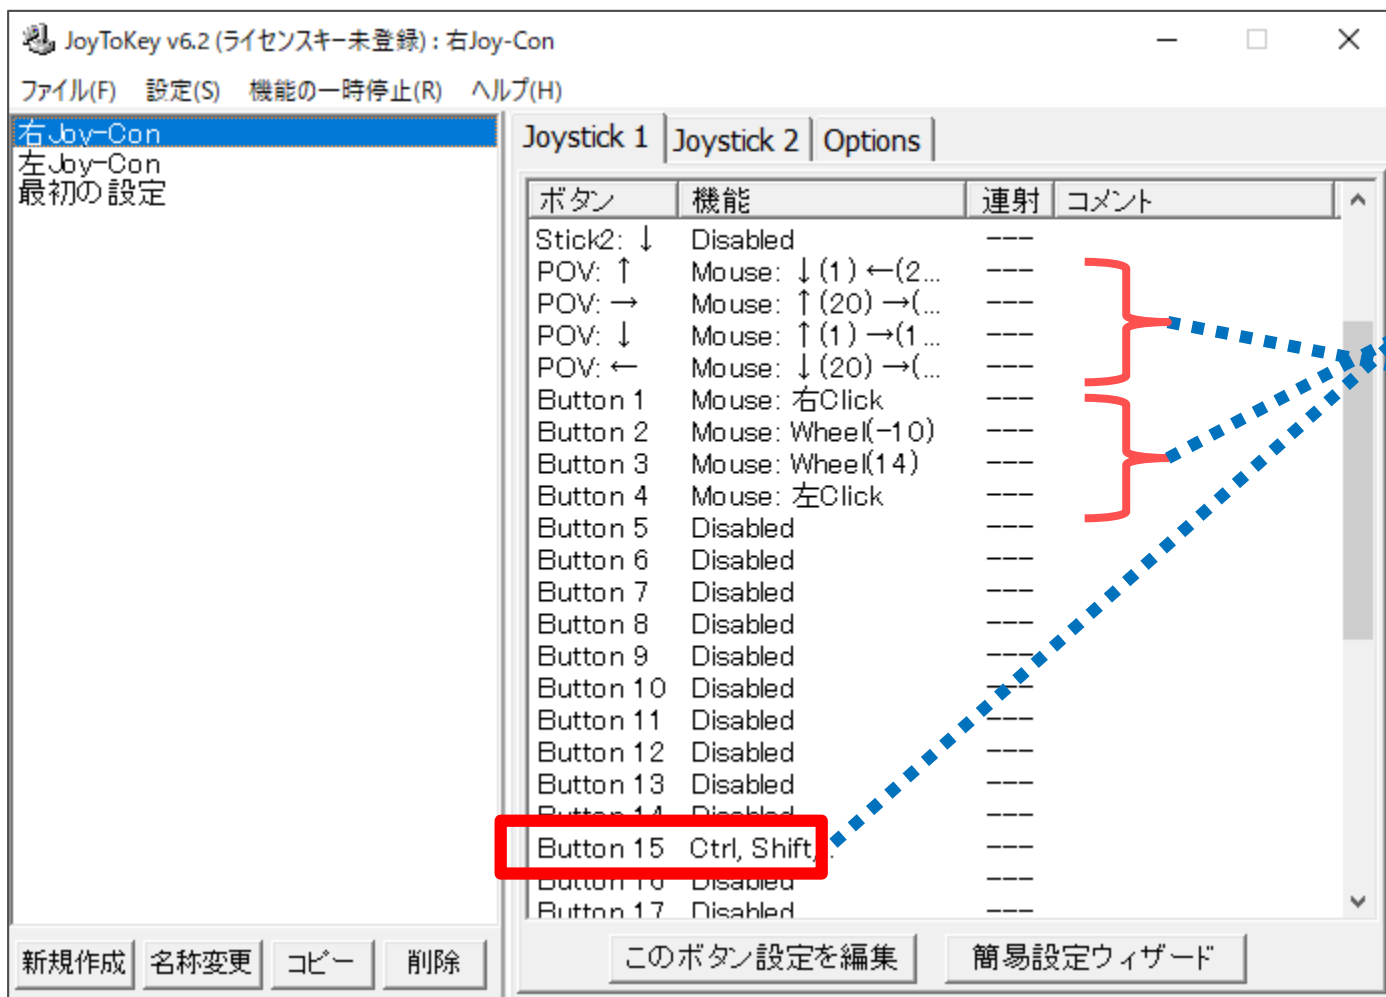 JoyToKey v6.2 (ライセンスキー未登録) : 右Joy-Con
ファイル(F) 設定(S) 機能の一時停止(R) ヘルプ(H)
右Joy-Con
左Joy-Con
最初の設定
Joystick 1 Joystick 2 Options
ボタン 機能 連射 コメント
Stick2: ↓ Disabled ---
POV: ↑ Mouse: ↓(1) ←(2... ---
POV: → Mouse: ↑(20) →(... ---
POV: ↓ Mouse: ↑(1) →(1... ---
POV: ← Mouse: ↓(20) →(... ---
Button 1 Mouse: 右Click ---
Button 2 Mouse: Wheel(-10) ---
Button 3 Mouse: Wheel(14) ---
Button 4 Mouse: 左Click ---
Button 5 Disabled ---
Button 6 Disabled ---
Button 7 Disabled ---
Button 8 Disabled ---
Button 9 Disabled ---
Button 10 Disabled ---
Button 11 Disabled ---
Button 12 Disabled ---
Button 13 Disabled ---
Button 14 Disabled ---
Button 15 Ctrl, Shift, ---
Button 16 Disabled ---
Button 17 Disabled ---
新規作成 名称変更 コピー 削除 このボタン設定を編集 簡易設定ウィザード